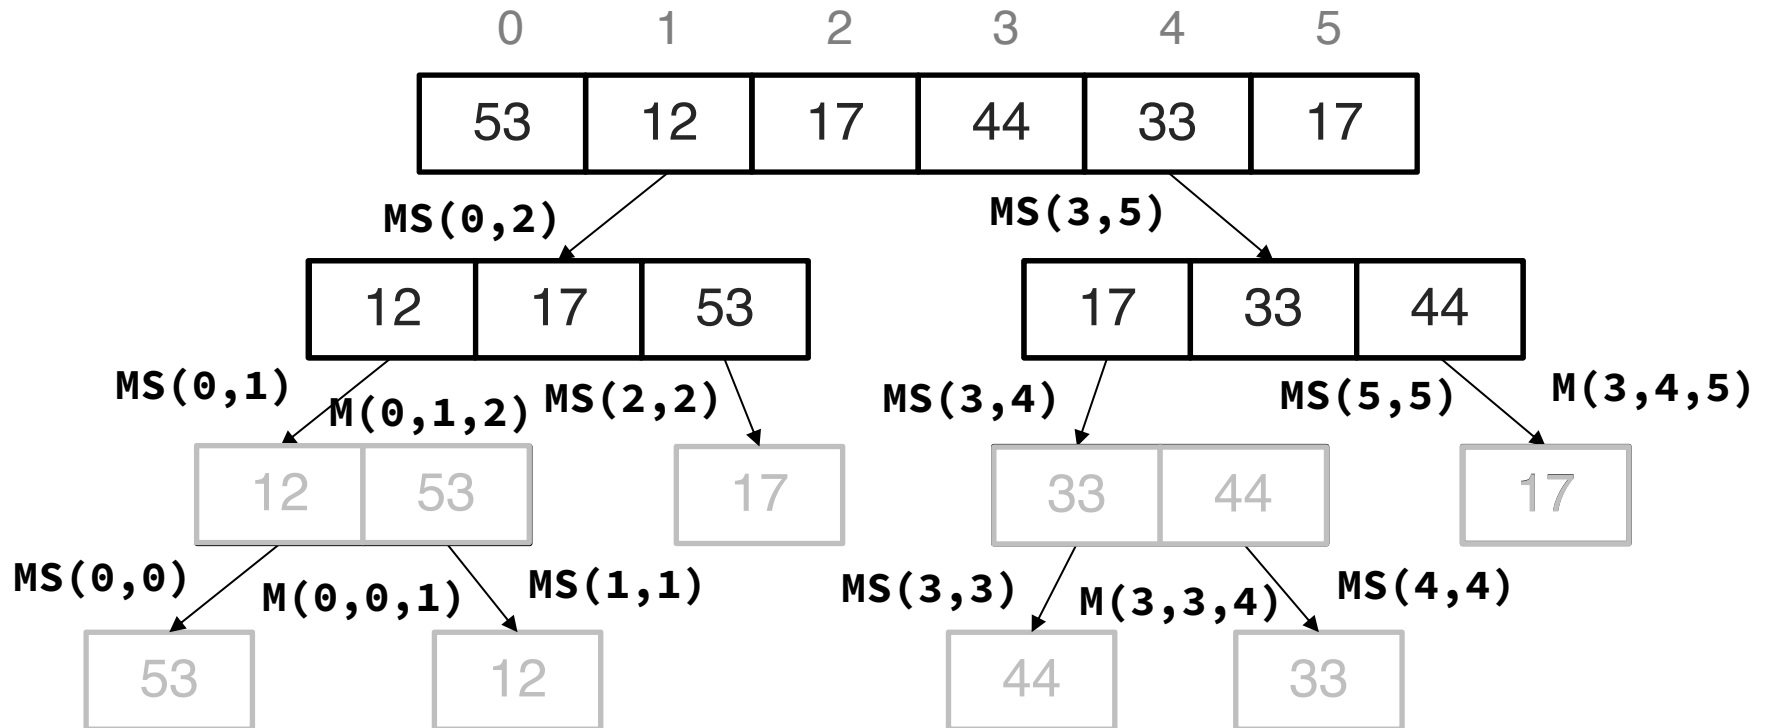 0 1 2 3 4 5
53 12 17 44 33 17
MS(0,2) MS(3,5)
12 17 53 17 33 44
MS(0,1) M(0,1,2) MS(2,2) MS(3,4) MS(5,5) M(3,4,5)
12 53 17 33 44 17
MS(0,0) M(0,0,1) MS(1,1) MS(3,3) M(3,3,4) MS(4,4)
53 12 44 33